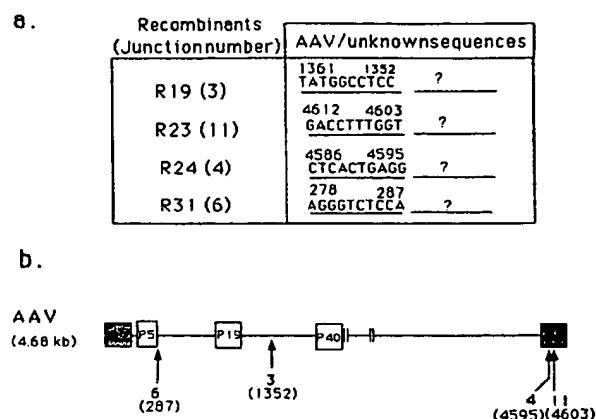 a.
Recombinants
(Junction number)
AAV/unknownsequences
R19 (3)
1361 1352
TATGGCCTCC ?
R23 (11)
4612 4603
GACCTTTGGT ?
R24 (4)
4586 4595
CTCACTGAGG ?
R31 (6)
278 287
AGGGTCTCCA ?
b.
AAV
(4.68 kb)
P5
P19
P40
6
(287)
3
(1352)
4
(4595)
11
(4603)